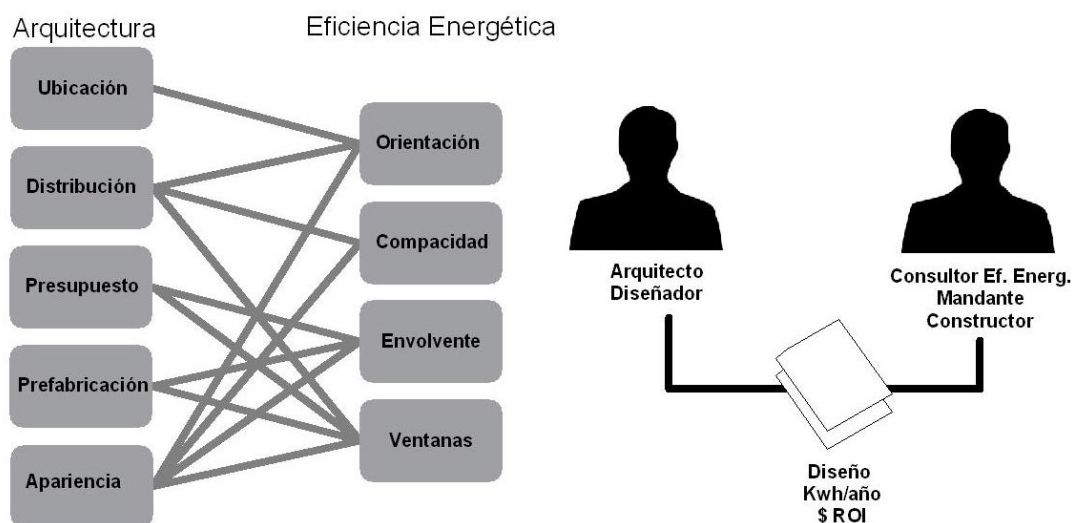 Arquitectura
Ubicación
Distribución
Presupuesto
Prefabricación
Apariencia
Eficiencia Energética
Orientación
Compacidad
Envolvente
Ventanas
Arquitecto
Diseñador
Consultor Ef. Energ.
Mandante
Constructor
Diseño
Kwh/año
$ ROI